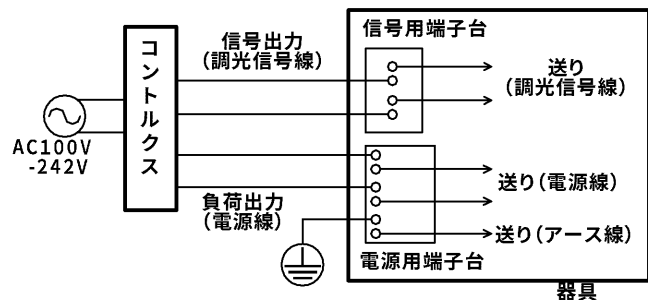 信号出力
(調光信号線)
コントルクス
AC100V
-242V
負荷出力
(電源線)
信号用端子台
送り
(調光信号線)
送り(電源線)
送り(アース線)
電源用端子台
器具